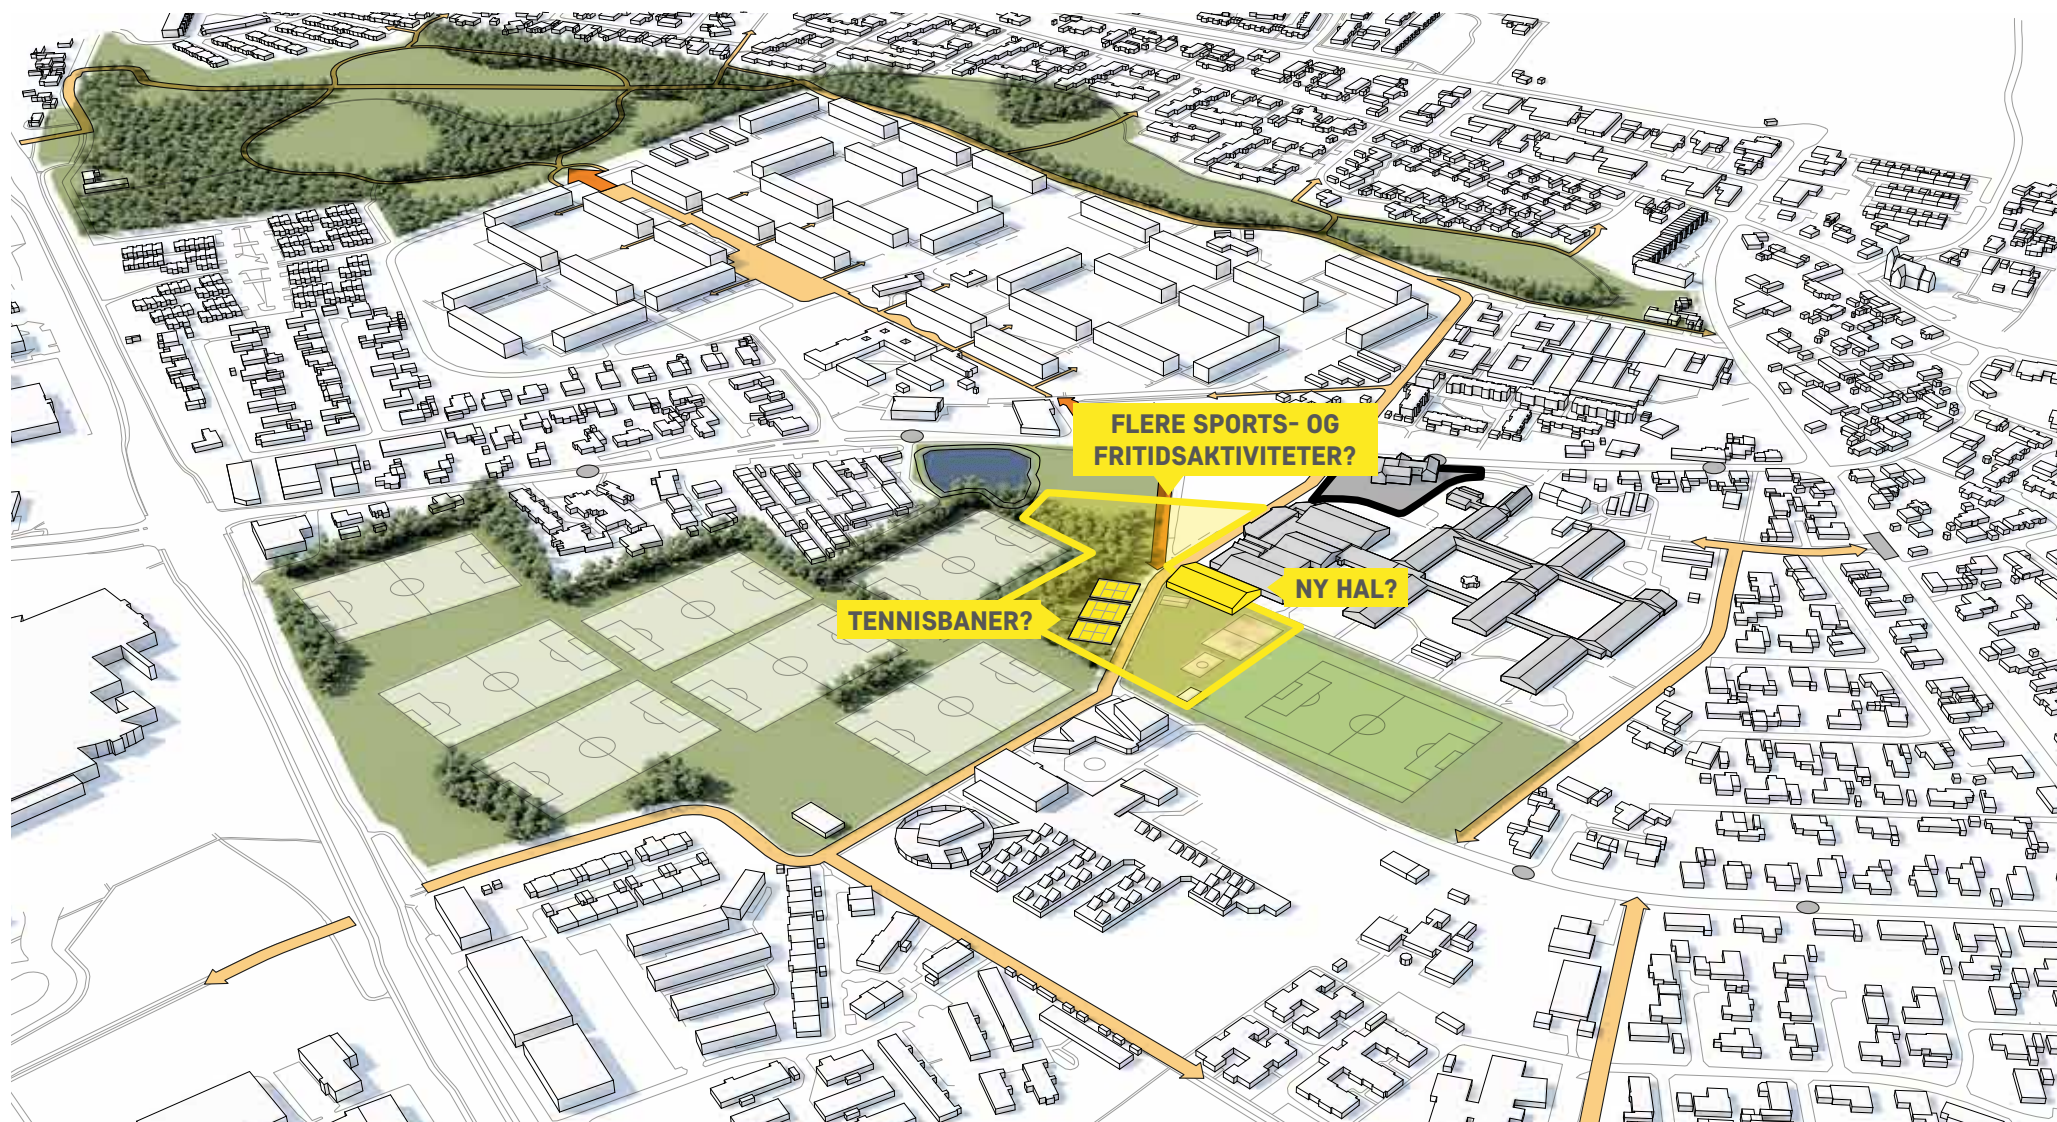 FLERE SPORTS- OG
FRITIDSAKTIVITETER?
NY HAL?
TENNISBANER?